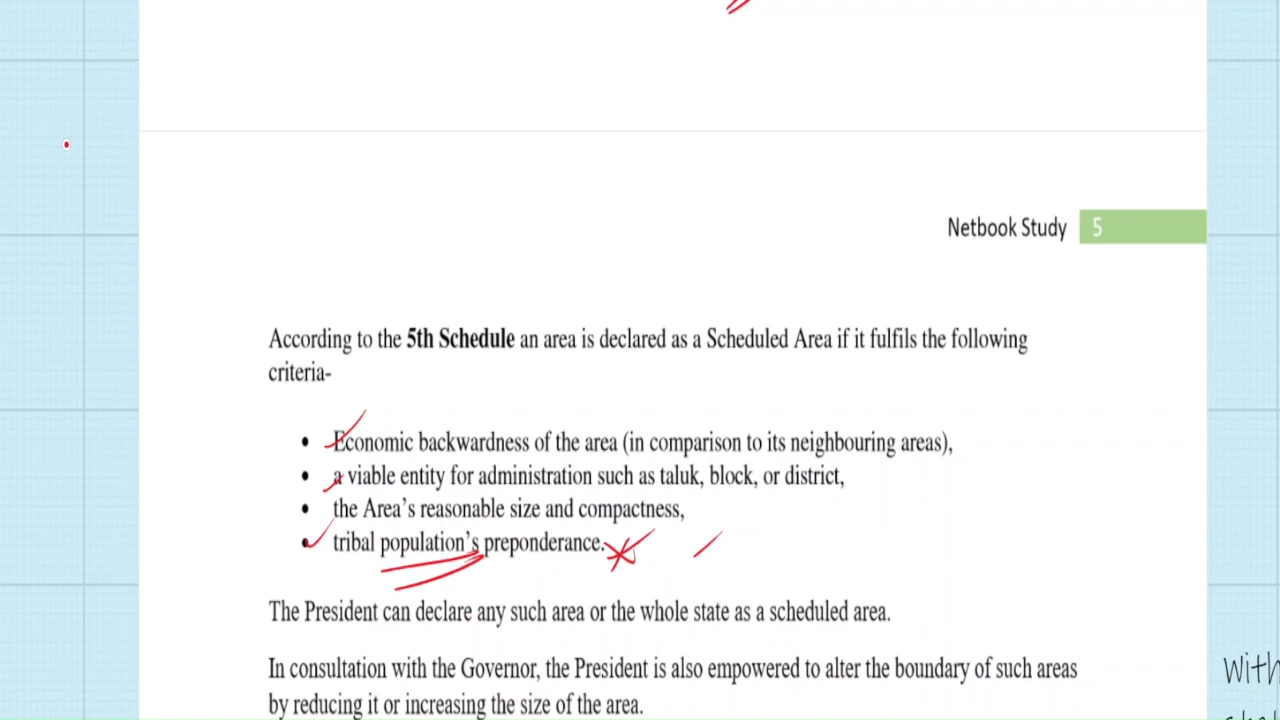 Netbook Study 5
According to the 5th Schedule an area is declared as a Scheduled Area if it fulfils the following
criteria-
• Economic backwardness of the area (in comparison to its neighbouring areas),
• a viable entity for administration such as taluk, block, or district,
• the Area's reasonable size and compactness,
• tribal population's preponderance.
The President can declare any such area or the whole state as a scheduled area.
In consultation with the Governor, the President is also empowered to alter the boundary of such areas
With
by reducing it or increasing the size of the area.